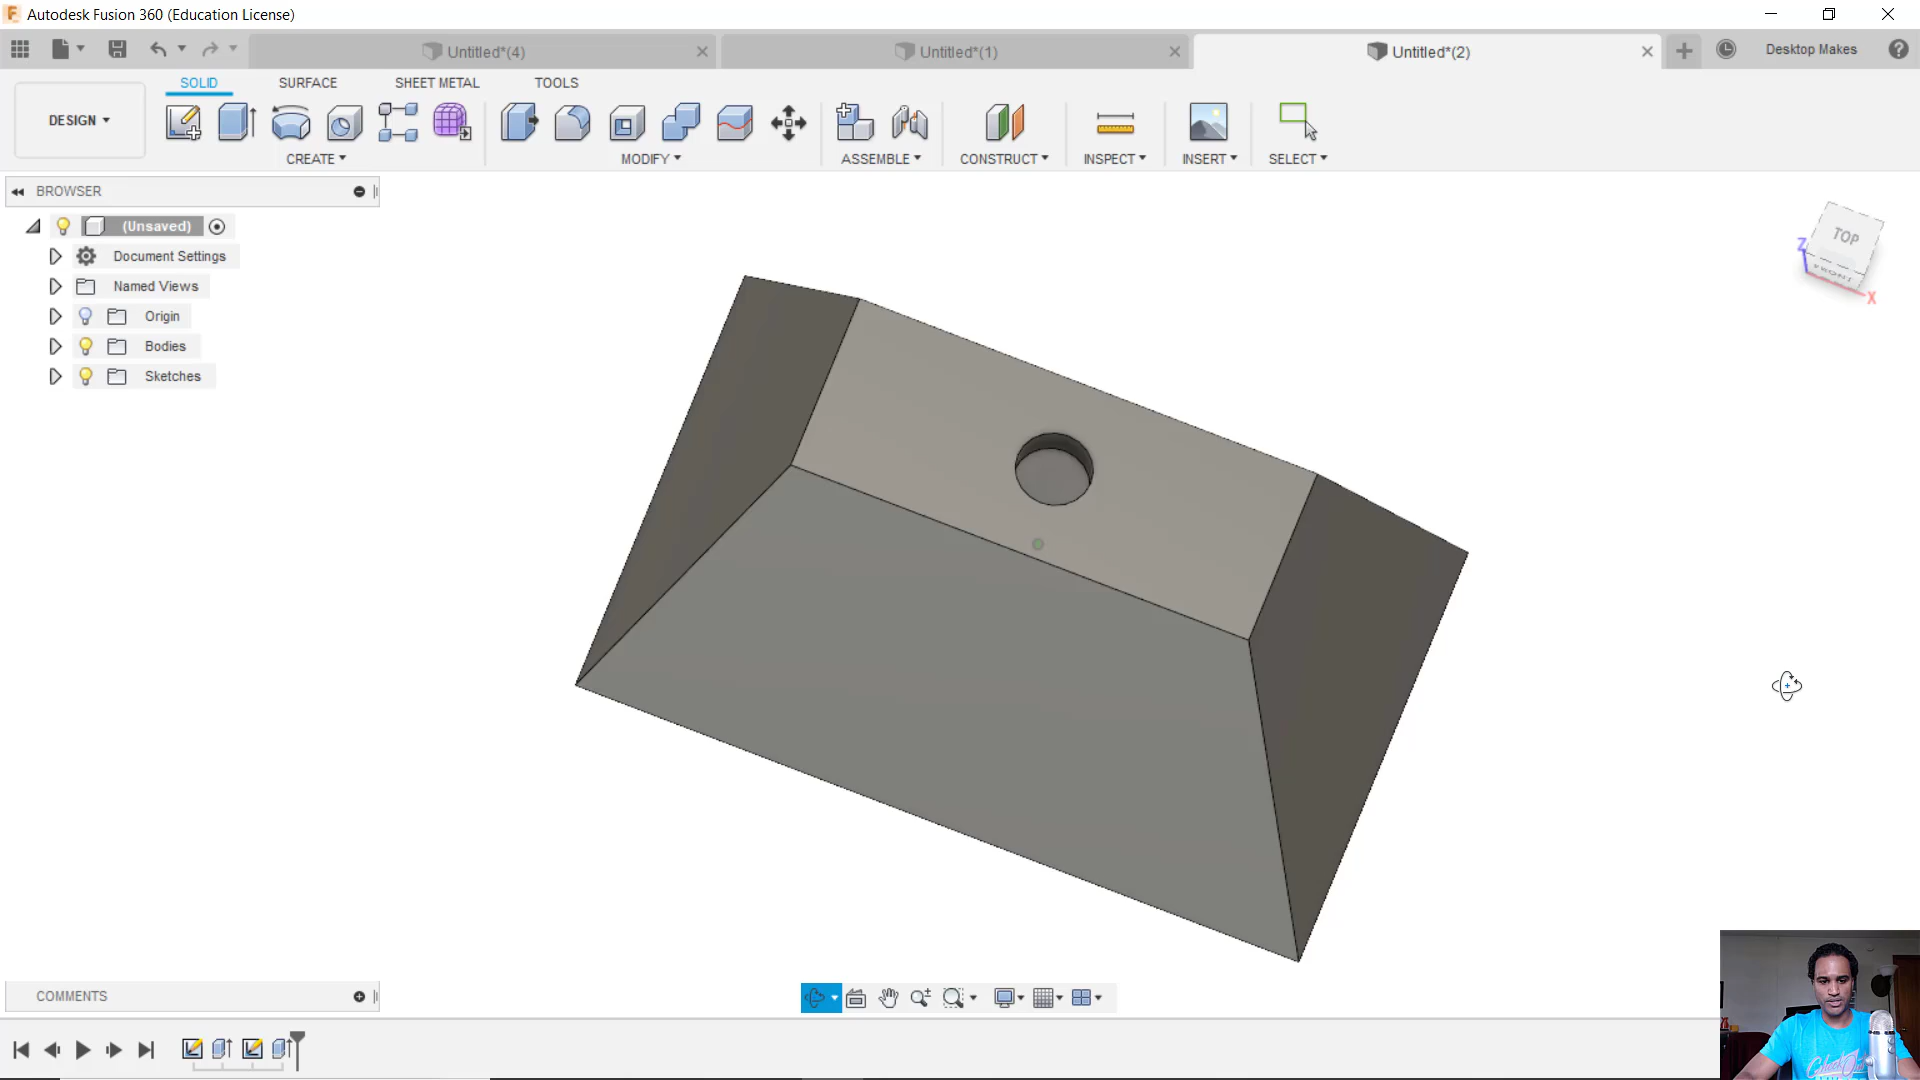 Autodesk Fusion 360 (Education License)
Untitled*(4)
Untitled*(1)
Untitled*(2)
Desktop Makes
DESIGN
SOLID
SURFACE
SHEET METAL
TOOLS
CREATE
MODIFY
ASSEMBLE
CONSTRUCT
INSPECT
INSERT
SELECT
BROWSER
(Unsaved)
Document Settings
Named Views
Origin
Bodies
Sketches
TOP
FRONT
Z
X
COMMENTS